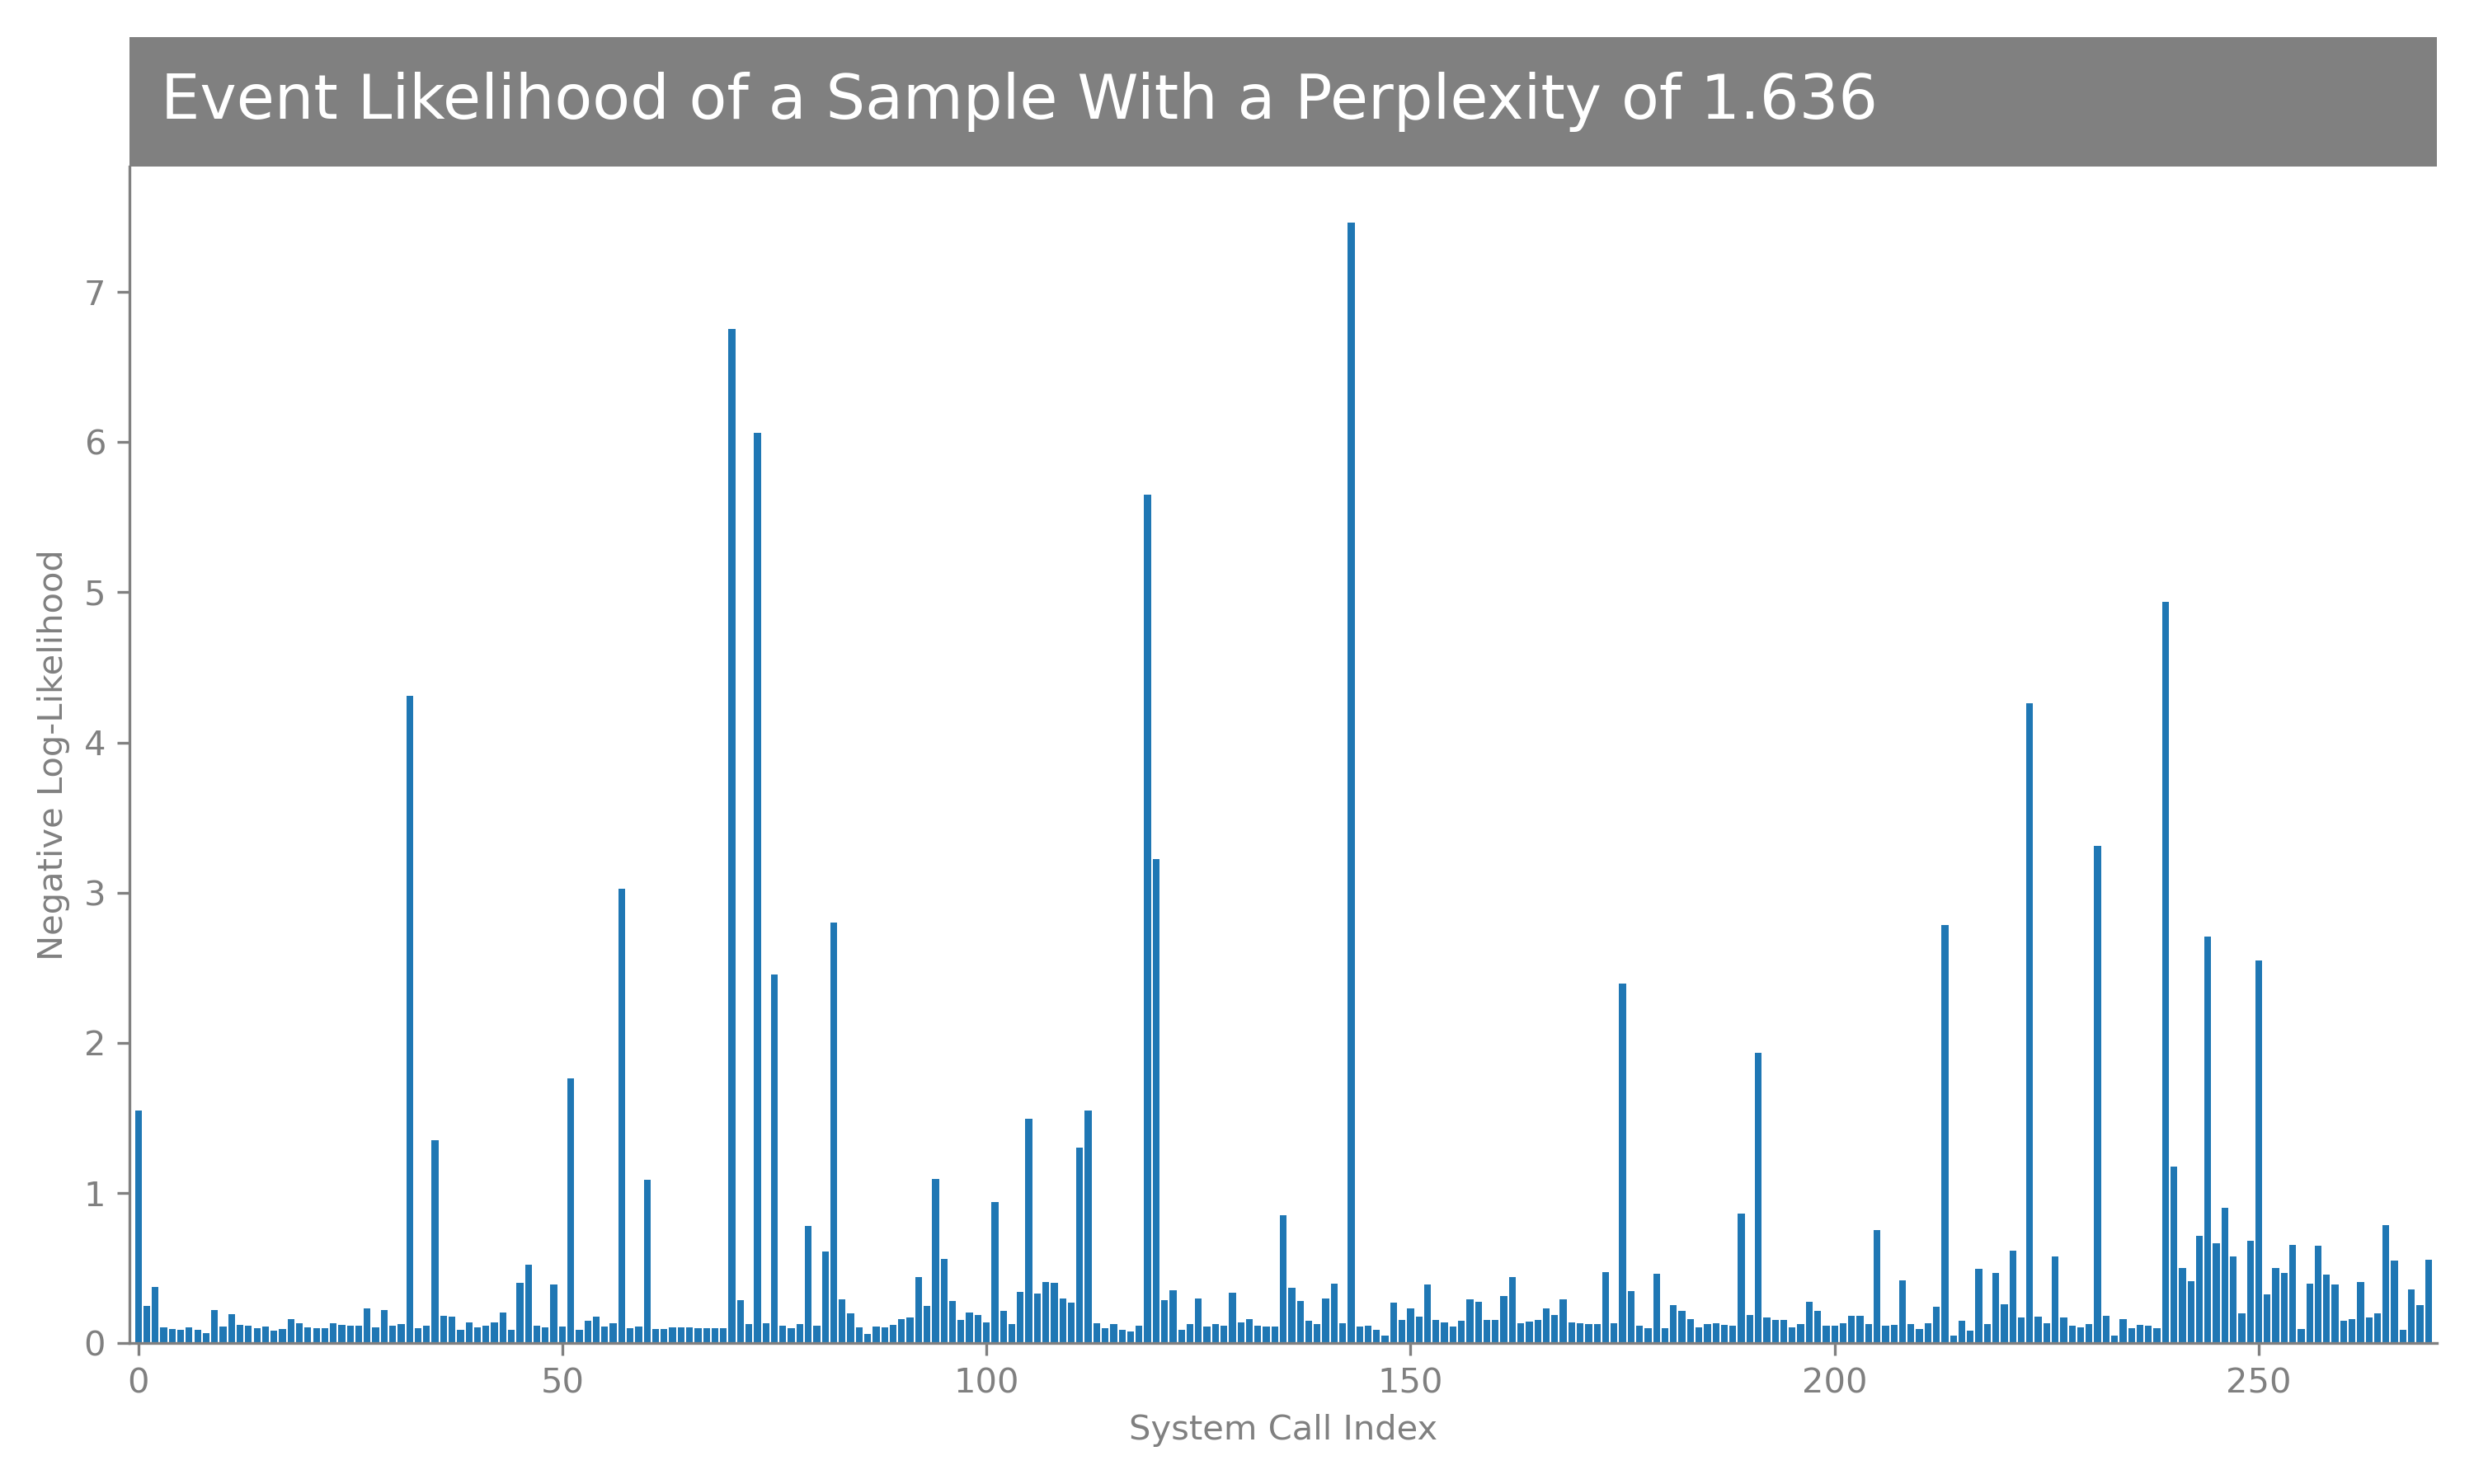 Event Likelihood of a Sample With a Perplexity of 1.636
Negative Log-Likelihood
7
6
5
4
3
2
1
0
0 50 100 150 200 250
System Call Index